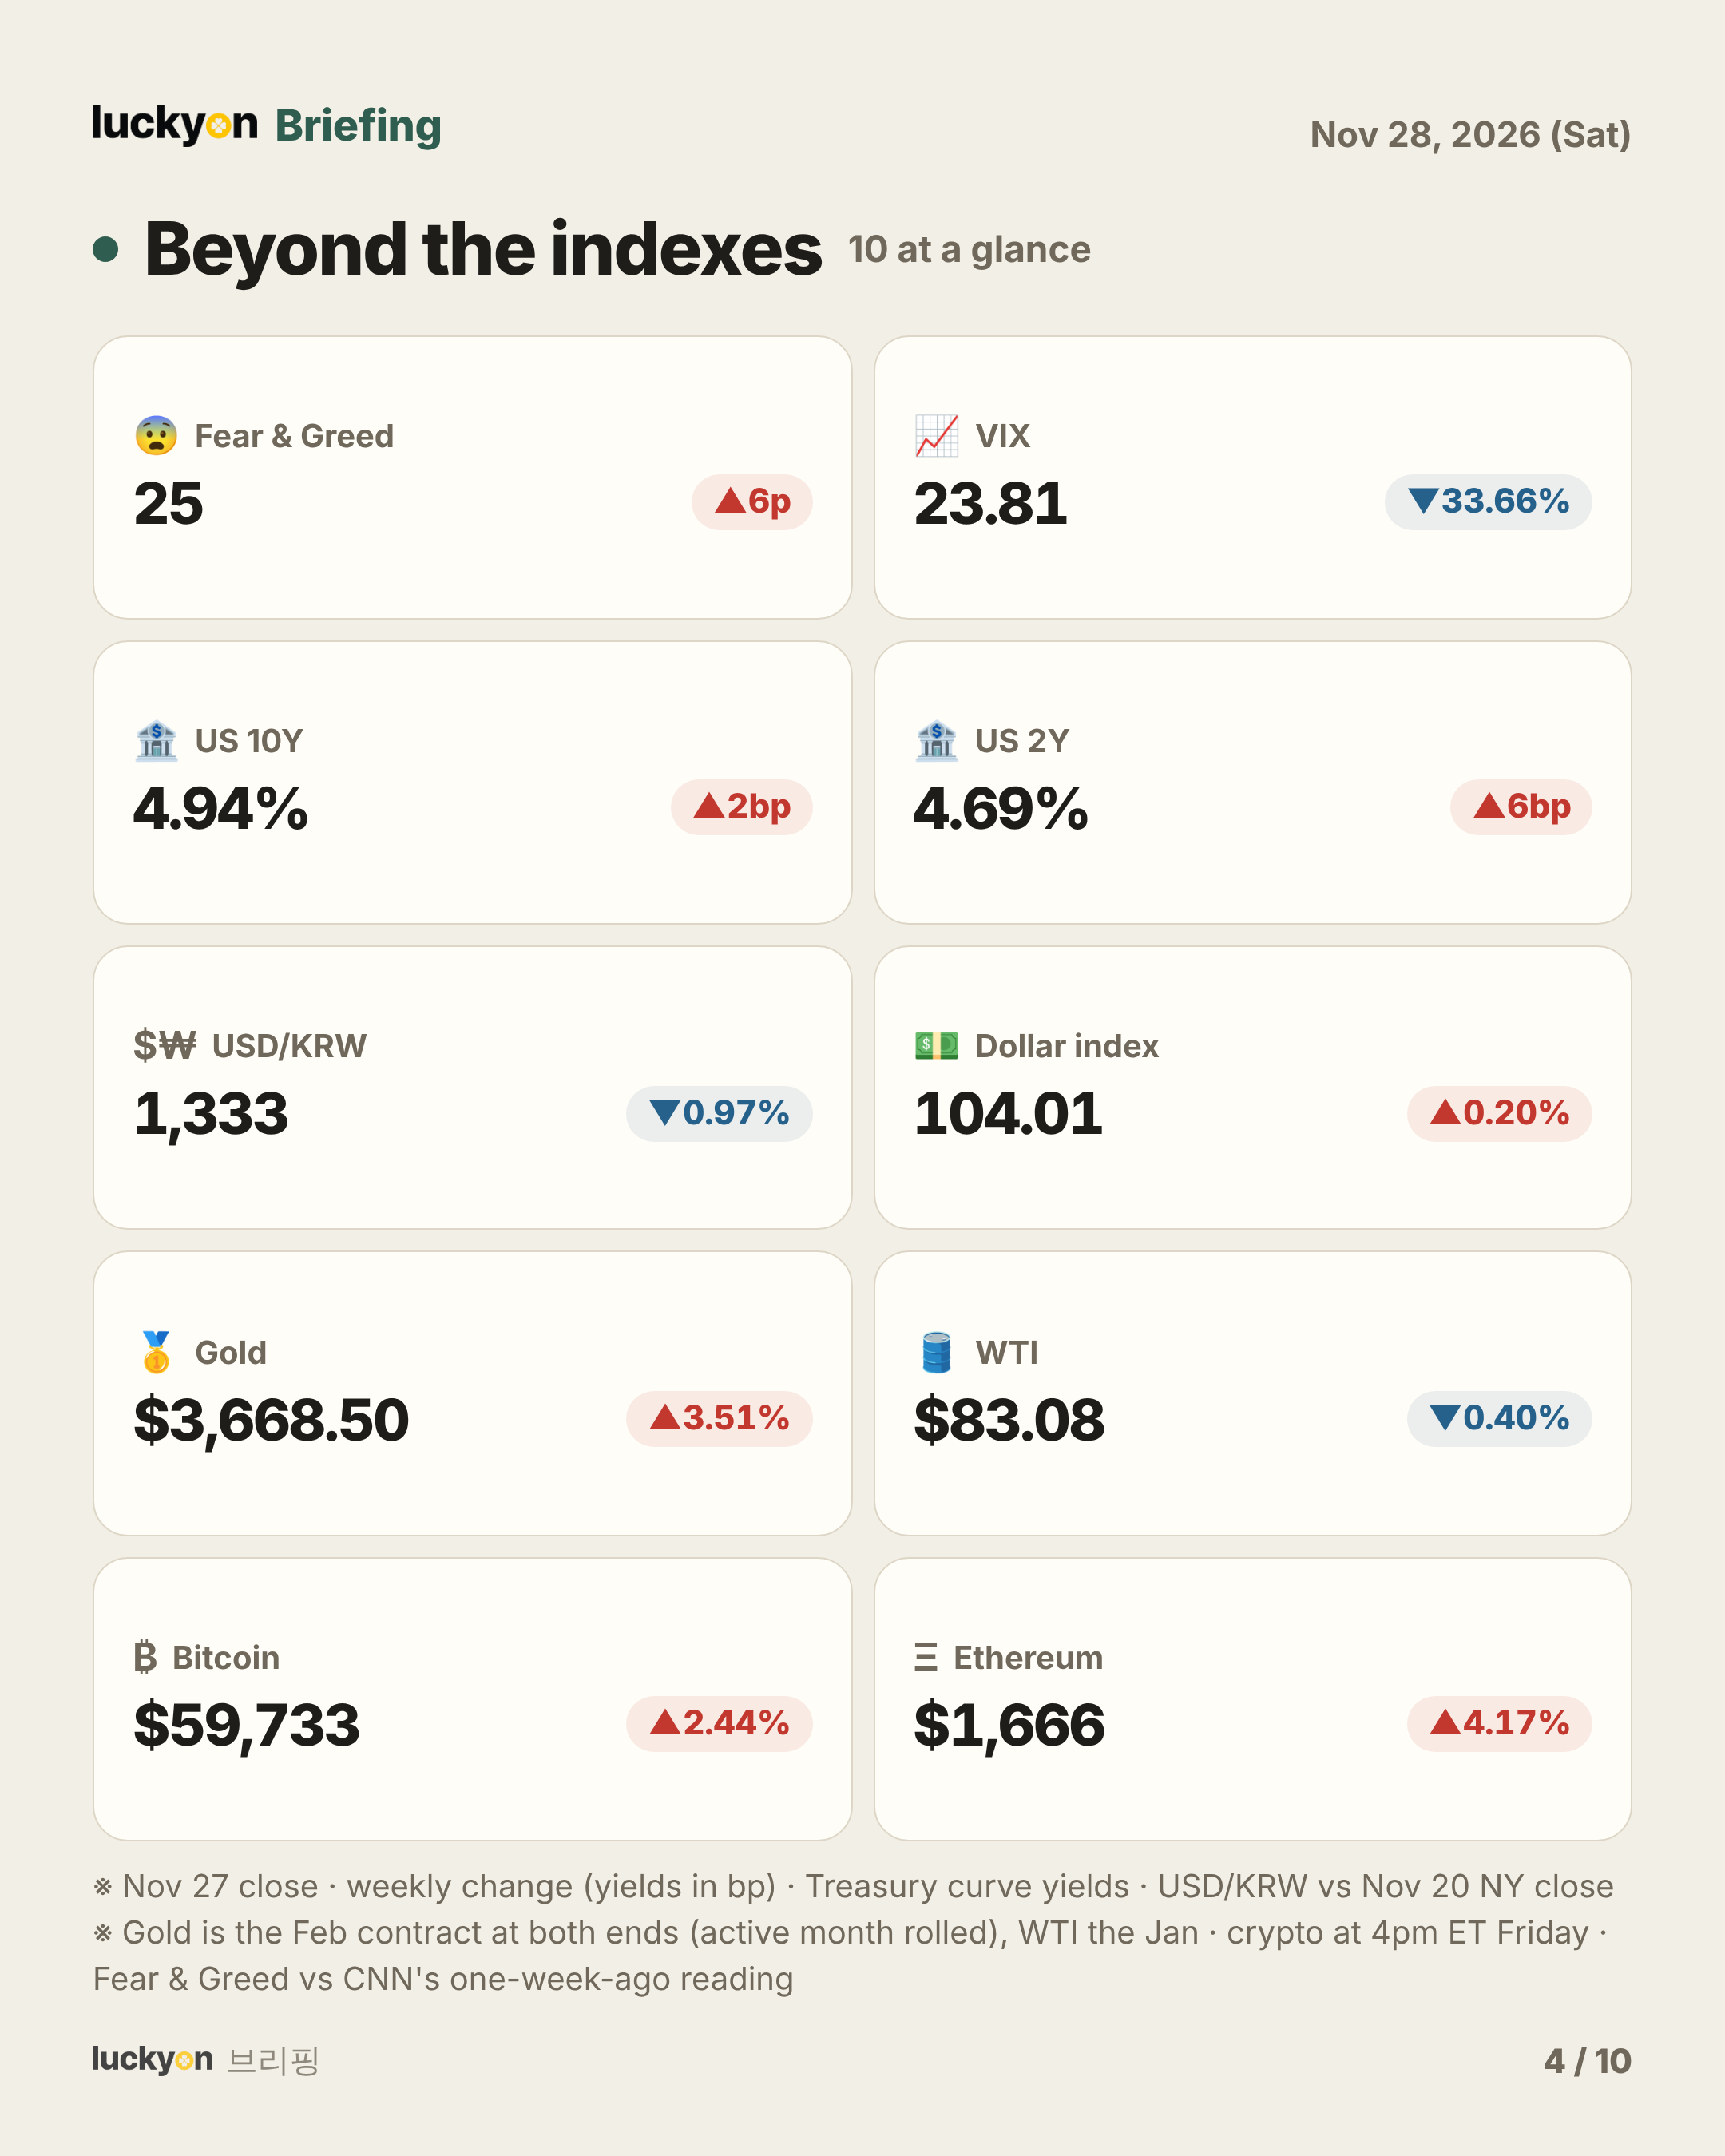 luckyon Briefing
Nov 28, 2026 (Sat)
Beyond the indexes 10 at a glance
Fear & Greed
25 ▲6p
VIX
23.81 ▼33.66%
US 10Y
4.94% ▲2bp
US 2Y
4.69% ▲6bp
$₩ USD/KRW
1,333 ▼0.97%
Dollar index
104.01 ▲0.20%
Gold
$3,668.50 ▲3.51%
WTI
$83.08 ▼0.40%
₿ Bitcoin
$59,733 ▲2.44%
Ξ Ethereum
$1,666 ▲4.17%
※ Nov 27 close · weekly change (yields in bp) · Treasury curve yields · USD/KRW vs Nov 20 NY close
※ Gold is the Feb contract at both ends (active month rolled), WTI the Jan · crypto at 4pm ET Friday ·
Fear & Greed vs CNN's one-week-ago reading
luckyon 브리핑
4 / 10